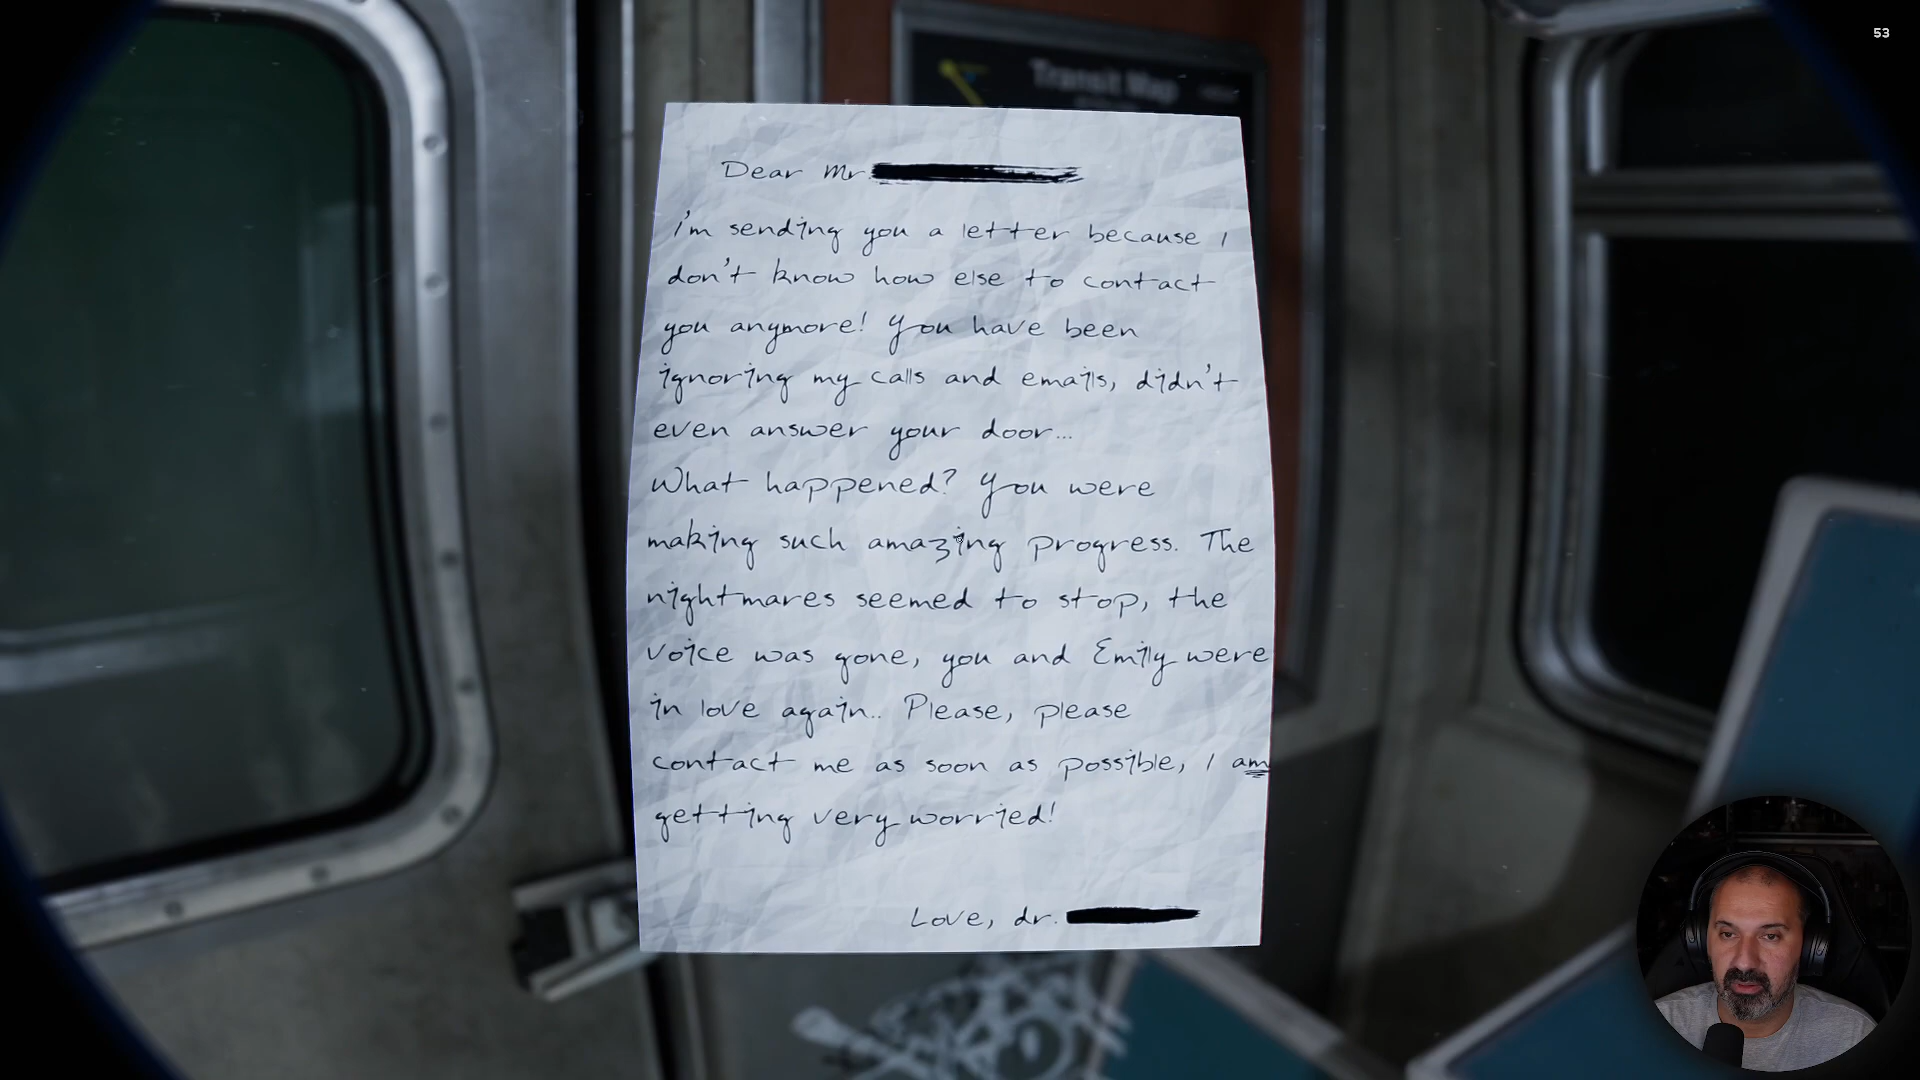 53
Transit Map
Dear Mr.
i'm sending you a letter because I
don't know how else to contact
you anymore! You have been
ignoring my calls and emails, didn't
even answer your door...
What happened? You were
making such amazing progress. The
nightmares seemed to stop, the
voice was gone, you and Emily were
in love again.. Please, please
contact me as soon as possible, I am
getting very worried!
Love, dr.